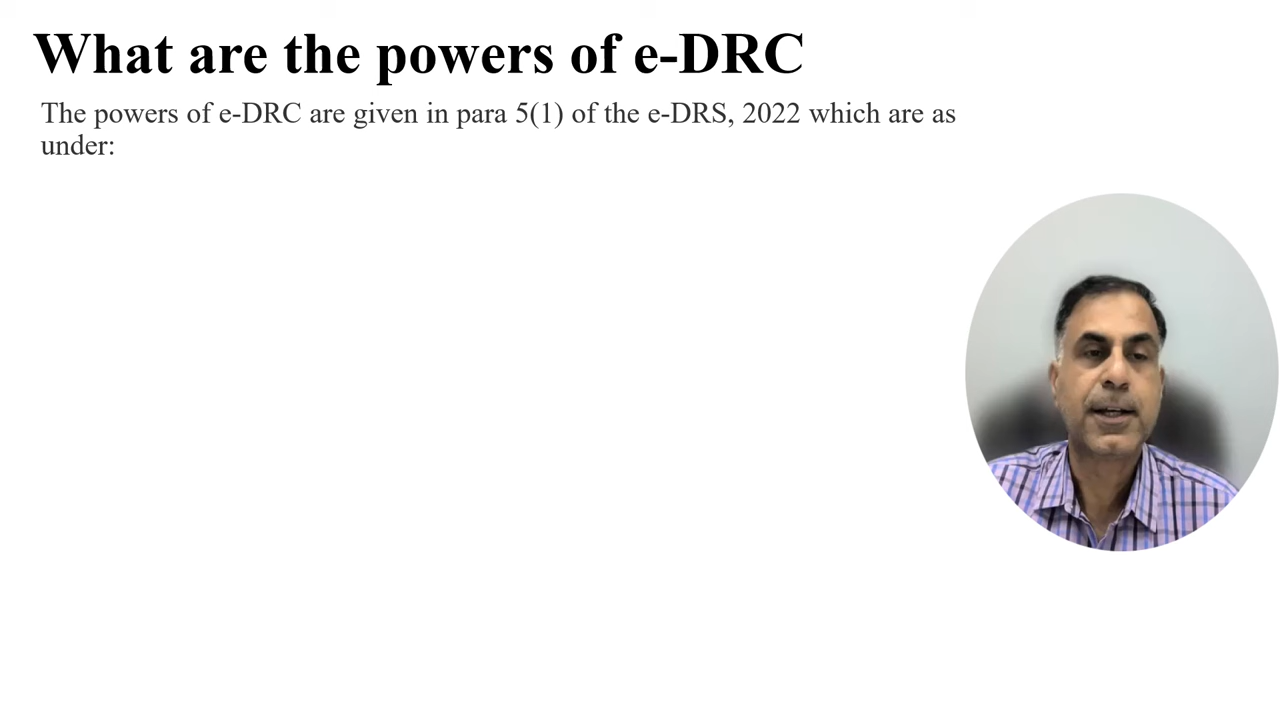 What are the powers of e-DRC
The powers of e-DRC are given in para 5(1) of the e-DRS, 2022 which are as
under: